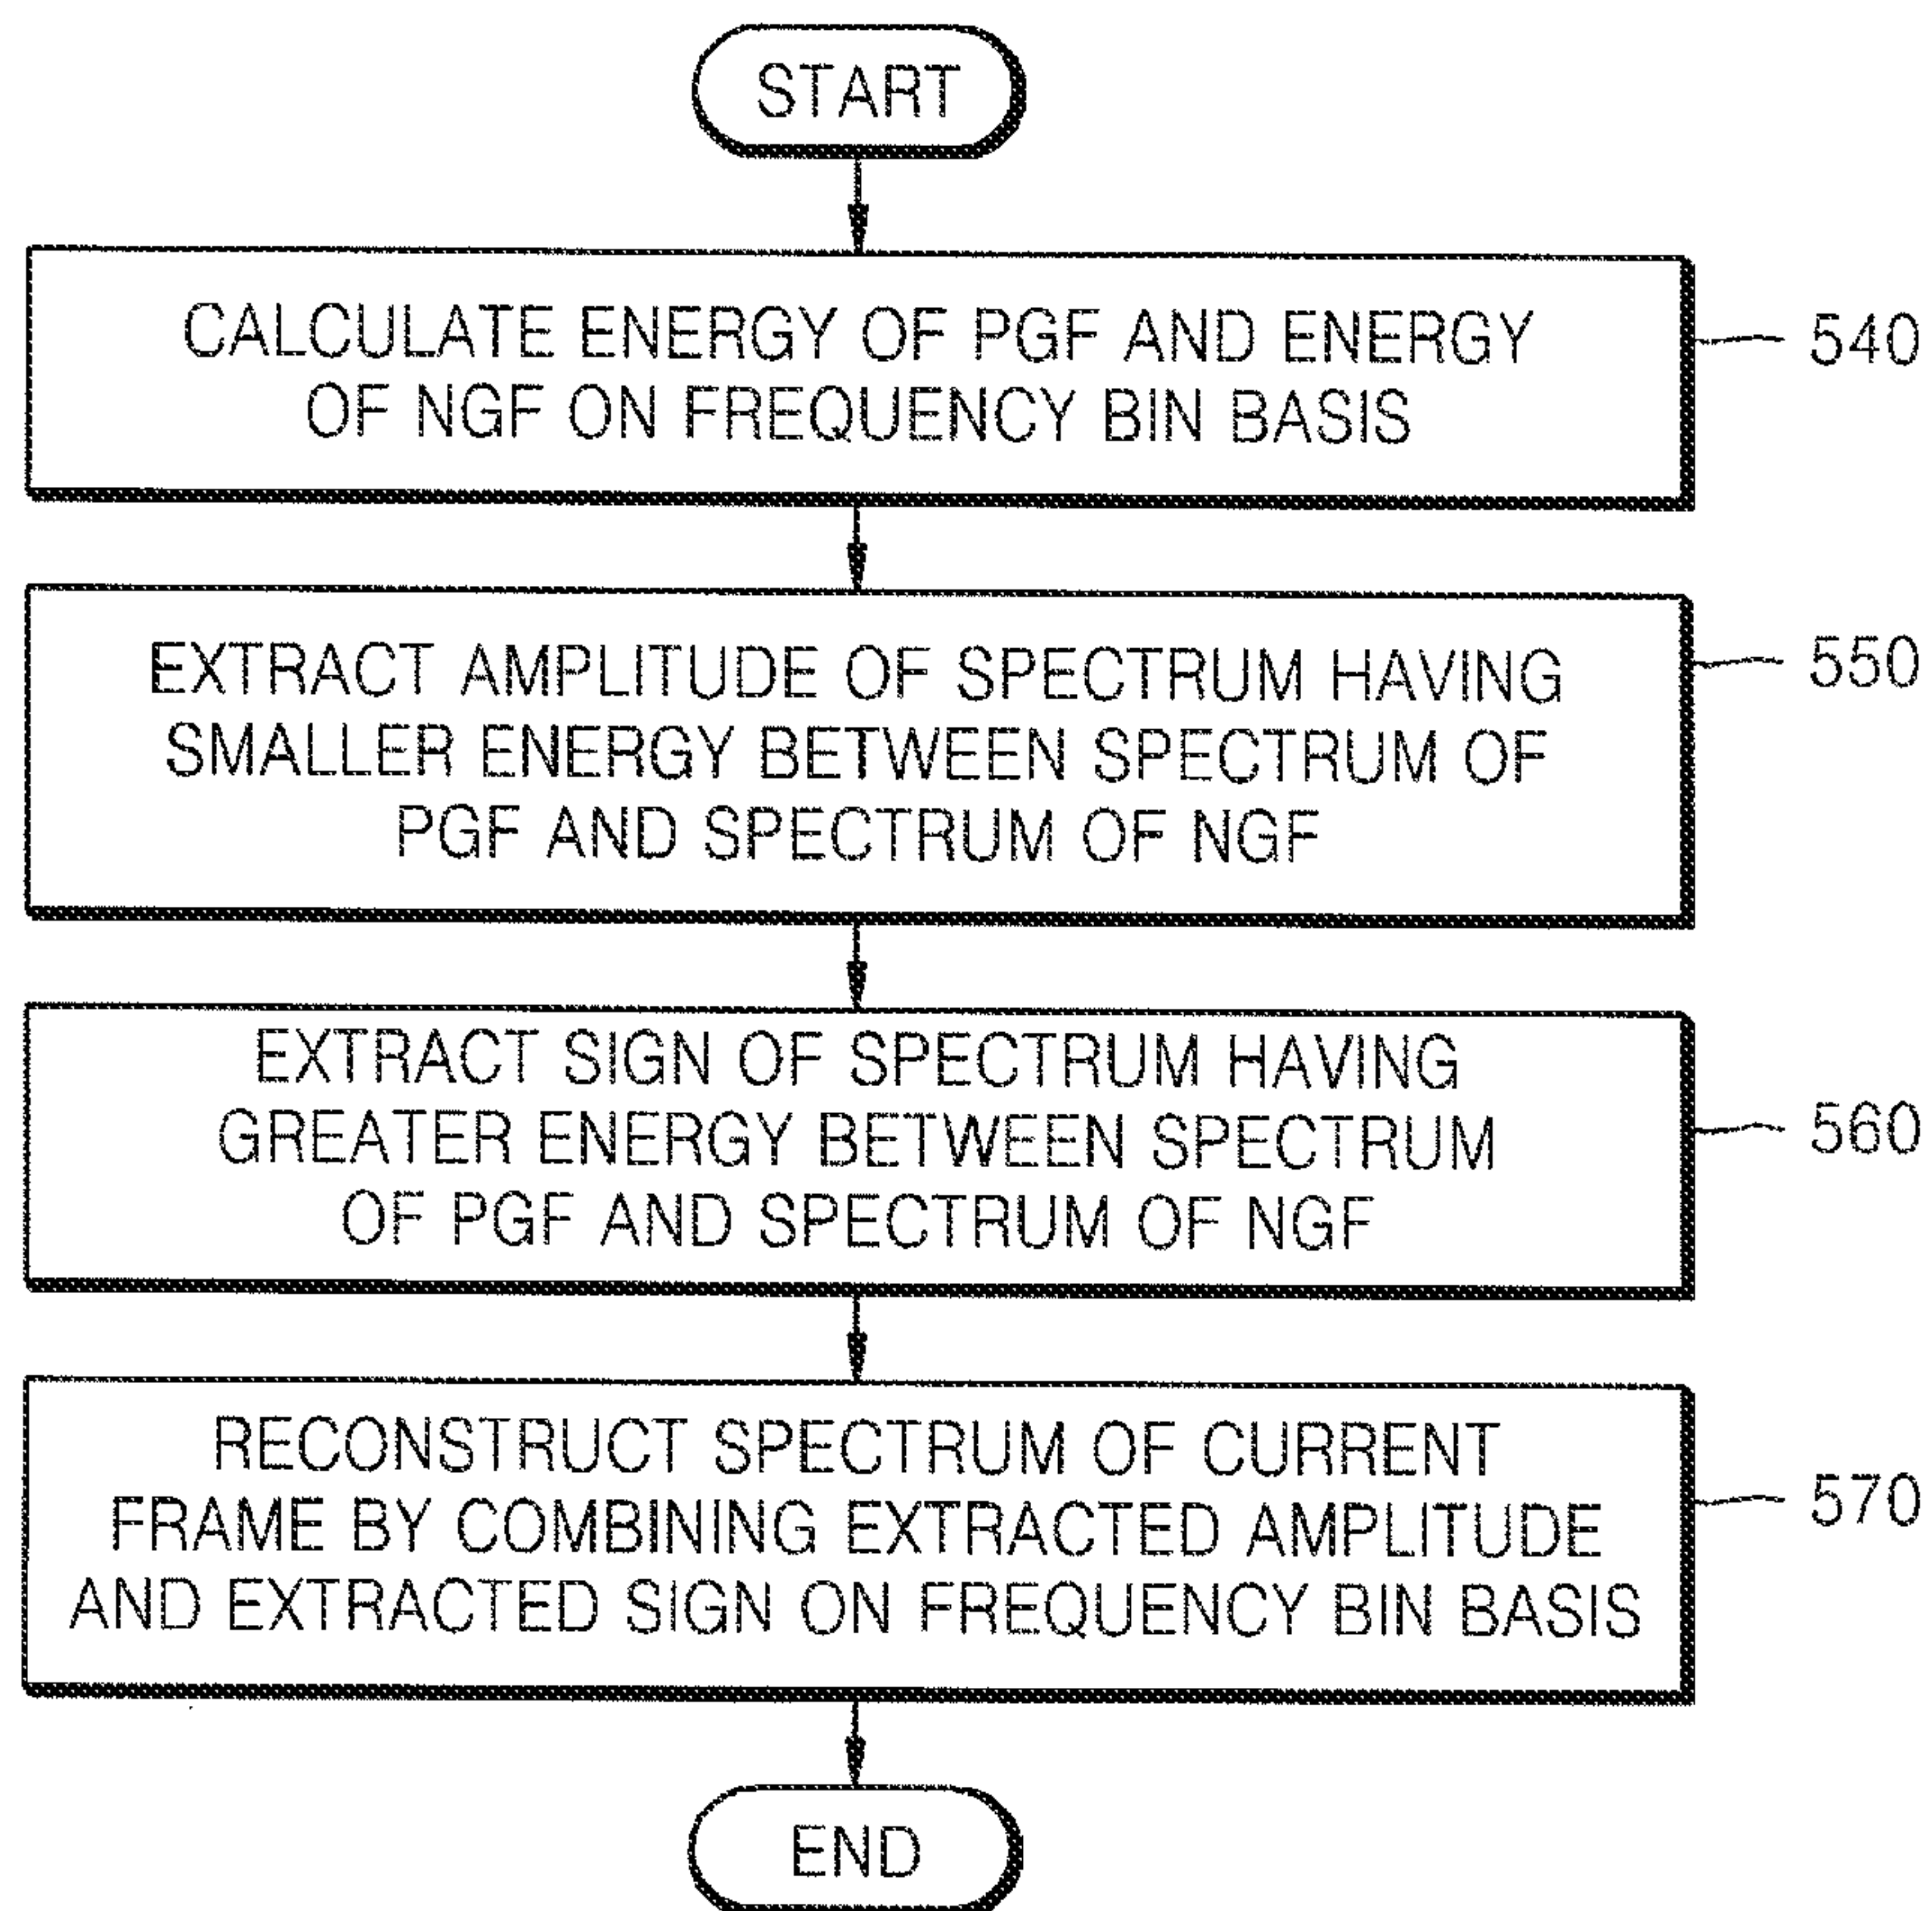 START
CALCULATE ENERGY OF PGF AND ENERGY
OF NGF ON FREQUENCY BIN BASIS
540
EXTRACT AMPLITUDE OF SPECTRUM HAVING
SMALLER ENERGY BETWEEN SPECTRUM OF
PGF AND SPECTRUM OF NGF
550
EXTRACT SIGN OF SPECTRUM HAVING
GREATER ENERGY BETWEEN SPECTRUM
OF PGF AND SPECTRUM OF NGF
560
RECONSTRUCT SPECTRUM OF CURRENT
FRAME BY COMBINING EXTRACTED AMPLITUDE
AND EXTRACTED SIGN ON FREQUENCY BIN BASIS
570
END